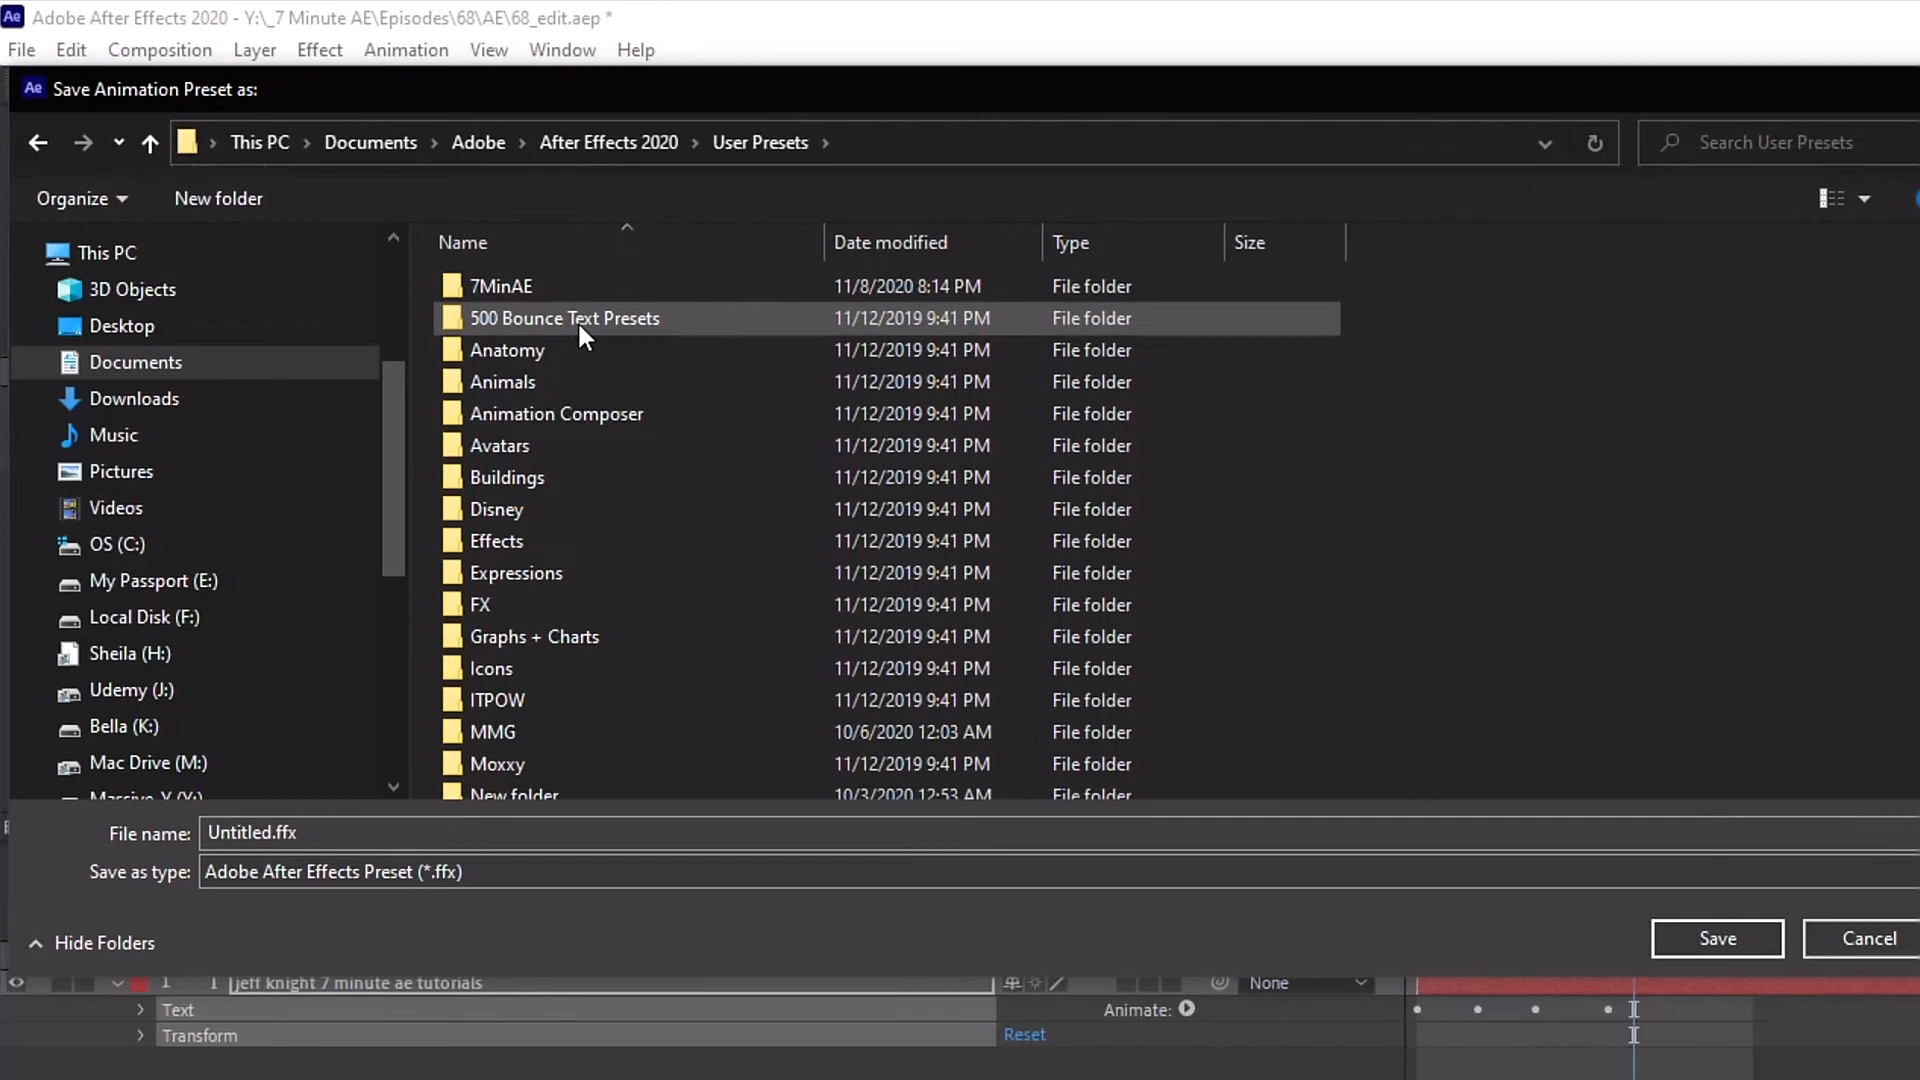 Ae Adobe After Effects 2020 - Y:\_7 Minute AE\Episodes\68\AE\68_edit.aep *
File Edit Composition Layer Effect Animation View Window Help
Ae Save Animation Preset as:
This PC > Documents > Adobe > After Effects 2020 > User Presets > Search User Presets
Organize New folder
Name Date modified Type Size
This PC
3D Objects
Desktop
Documents
Downloads
Music
Pictures
Videos
OS (C:)
My Passport (E:)
Local Disk (F:)
Sheila (H:)
Udemy (J:)
Bella (K:)
Mac Drive (M:)
Massive-Y (Y:)
7MinAE 11/8/2020 8:14 PM File folder
500 Bounce Text Presets 11/12/2019 9:41 PM File folder
Anatomy 11/12/2019 9:41 PM File folder
Animals 11/12/2019 9:41 PM File folder
Animation Composer 11/12/2019 9:41 PM File folder
Avatars 11/12/2019 9:41 PM File folder
Buildings 11/12/2019 9:41 PM File folder
Disney 11/12/2019 9:41 PM File folder
Effects 11/12/2019 9:41 PM File folder
Expressions 11/12/2019 9:41 PM File folder
FX 11/12/2019 9:41 PM File folder
Graphs + Charts 11/12/2019 9:41 PM File folder
Icons 11/12/2019 9:41 PM File folder
ITPOW 11/12/2019 9:41 PM File folder
MMG 10/6/2020 12:03 AM File folder
Moxxy 11/12/2019 9:41 PM File folder
New folder 10/3/2020 12:53 AM File folder
File name: Untitled.ffx
Save as type: Adobe After Effects Preset (*.ffx)
Hide Folders Save Cancel
1 T jeff knight 7 minute ae tutorials None
Text Animate:
Transform Reset